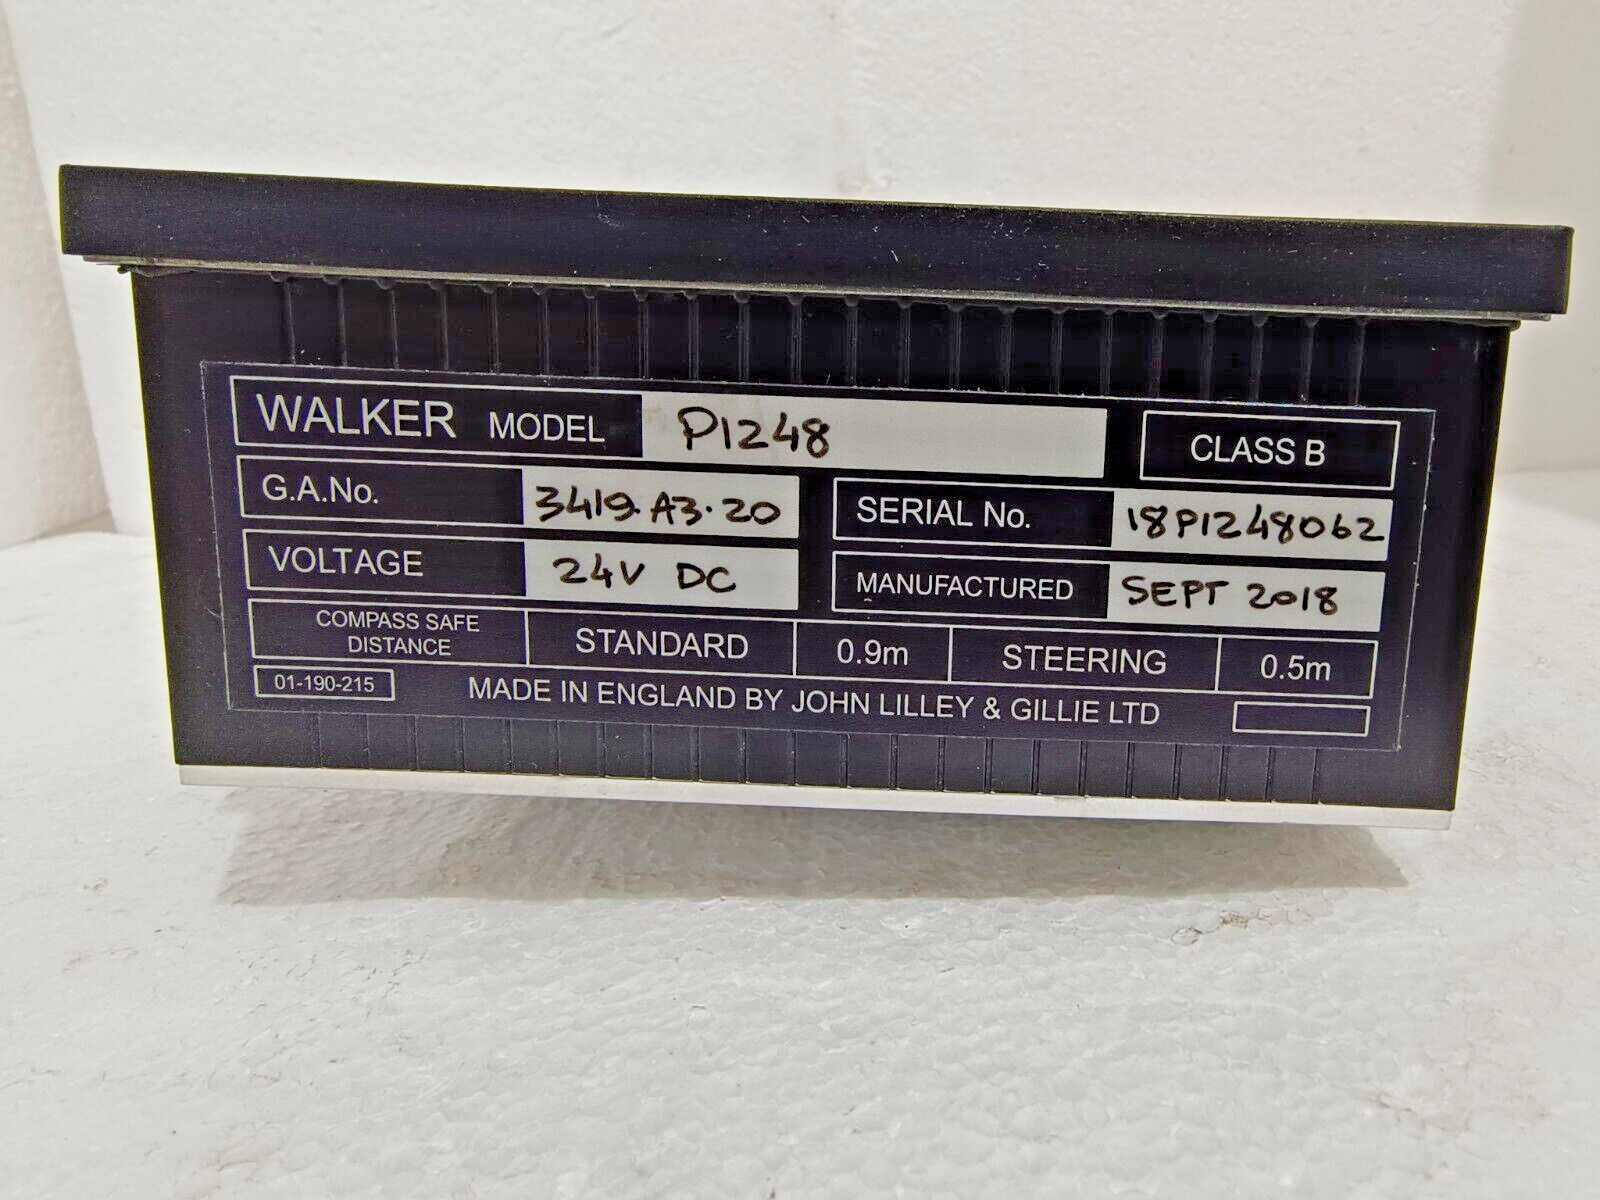 WALKER MODEL P1248 CLASS B
G.A.No. 3419.A3.20 SERIAL No. 18P1248062
VOLTAGE 24V DC MANUFACTURED SEPT 2018
COMPASS SAFE DISTANCE STANDARD 0.9m STEERING 0.5m
01-190-215 MADE IN ENGLAND BY JOHN LILLEY & GILLIE LTD